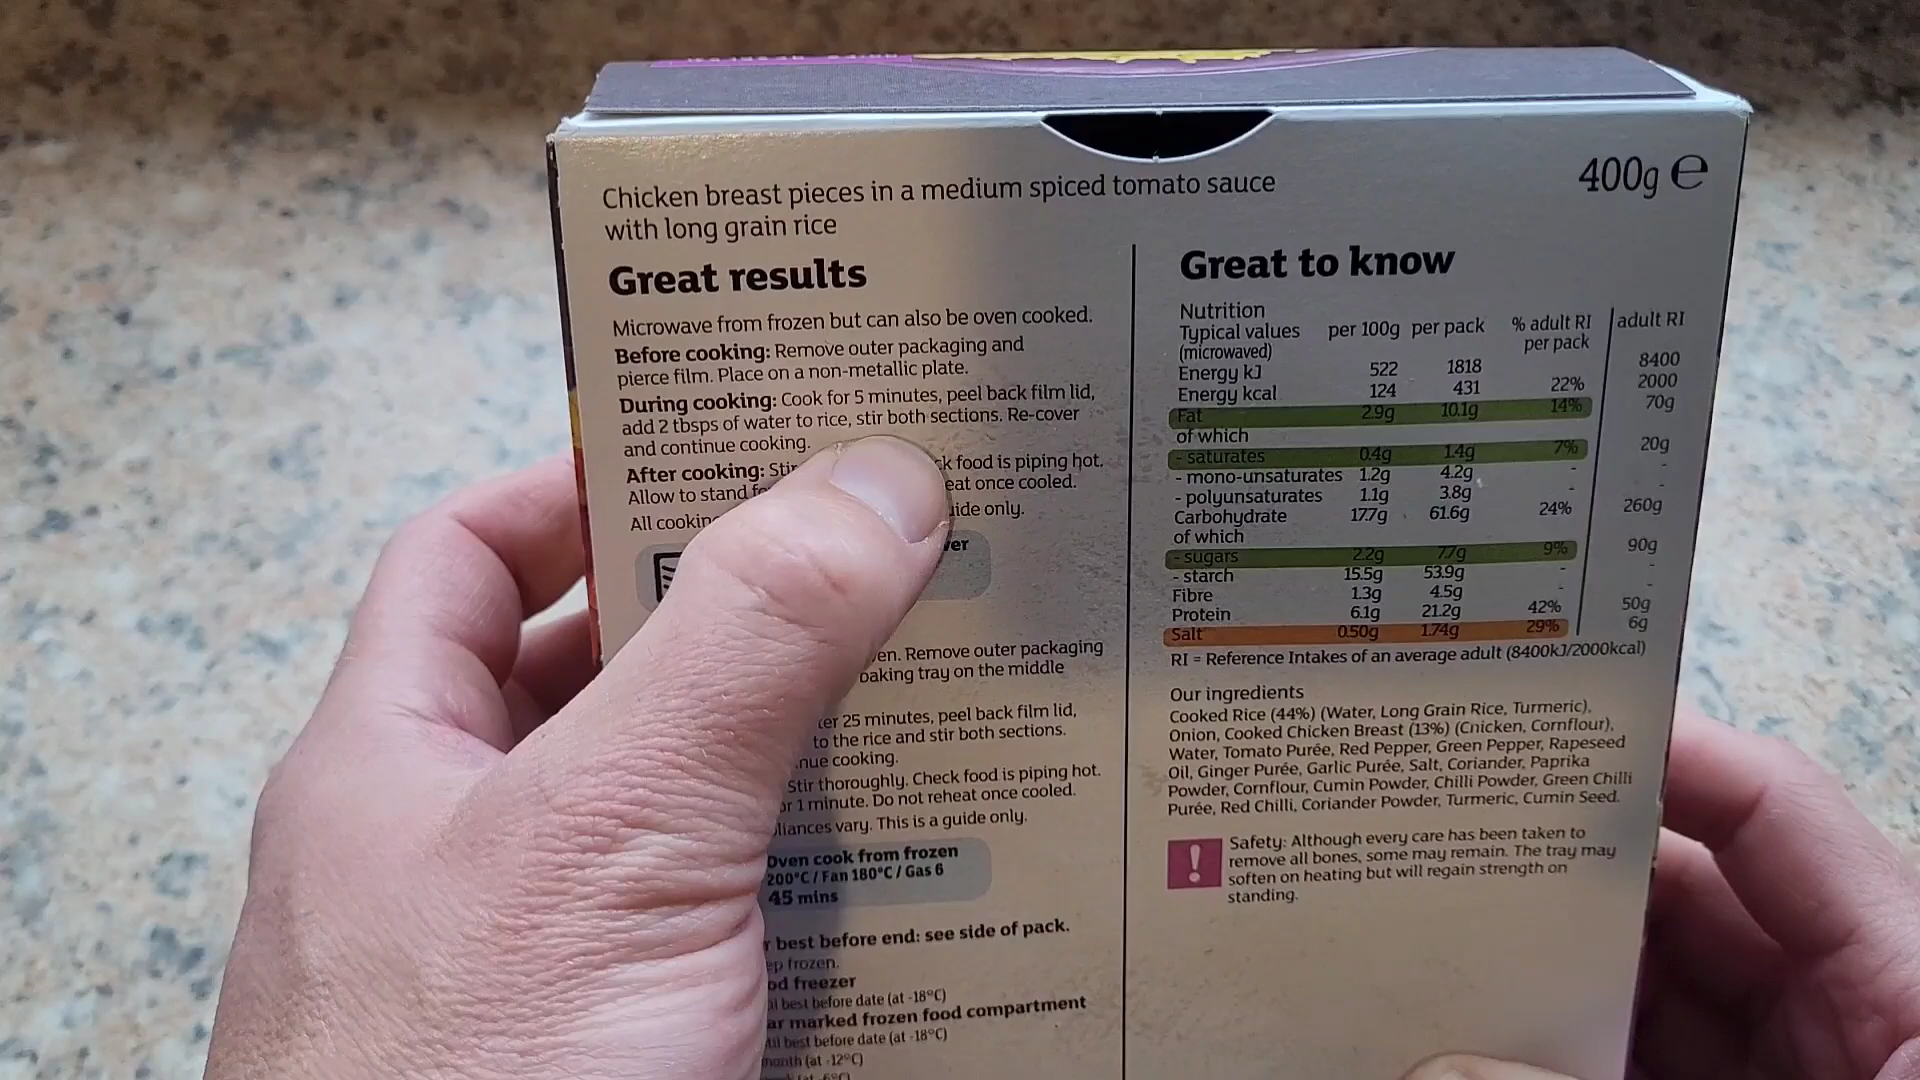 400g e
Chicken breast pieces in a medium spiced tomato sauce
with long grain rice
Great results
Microwave from frozen but can also be oven cooked.
Before cooking: Remove outer packaging and
pierce film. Place on a non-metallic plate.
During cooking: Cook for 5 minutes, peel back film lid,
add 2 tbsps of water to rice, stir both sections. Re-cover
and continue cooking.
After cooking: Stir food is piping hot.
Allow to stand once cooled.
All only.
en. Remove outer packaging
baking tray on the middle
25 minutes, peel back film lid,
to the rice and stir both sections.
cooking.
Stir thoroughly. Check food is piping hot.
1 minute. Do not reheat once cooled.
vary. This is a guide only.
Oven cook from frozen
200°C / Fan 180°C / Gas 6
45 mins
best before end: see side of pack.
frozen.
freezer
best before date (at -18°C)
marked frozen food compartment
best before date (at -18°C)
month (at -12°C)
Great to know
Nutrition
Typical values per 100g per pack % adult RI adult RI
(microwaved) per pack
Energy kJ 522 1818 8400
Energy kcal 124 431 22% 2000
Fat 2.9g 10.1g 14% 70g
of which
- saturates 0.4g 1.4g 7% 20g
- mono-unsaturates 1.2g 4.2g - -
- polyunsaturates 1.1g 3.8g - -
Carbohydrate 17.7g 61.6g 24% 260g
of which
- sugars 2.2g 7.7g 9% 90g
- starch 15.5g 53.9g - -
Fibre 1.3g 4.5g - -
Protein 6.1g 21.2g 42% 50g
Salt 0.50g 1.74g 29% 6g
RI = Reference Intakes of an average adult (8400kJ/2000kcal)
Our ingredients
Cooked Rice (44%) (Water, Long Grain Rice, Turmeric),
Onion, Cooked Chicken Breast (13%) (Chicken, Cornflour),
Water, Tomato Purée, Red Pepper, Green Pepper, Rapeseed
Oil, Ginger Purée, Garlic Purée, Salt, Coriander, Paprika
Powder, Cornflour, Cumin Powder, Chilli Powder, Green Chilli
Purée, Red Chilli, Coriander Powder, Turmeric, Cumin Seed.
! Safety: Although every care has been taken to
remove all bones, some may remain. The tray may
soften on heating but will regain strength on
standing.